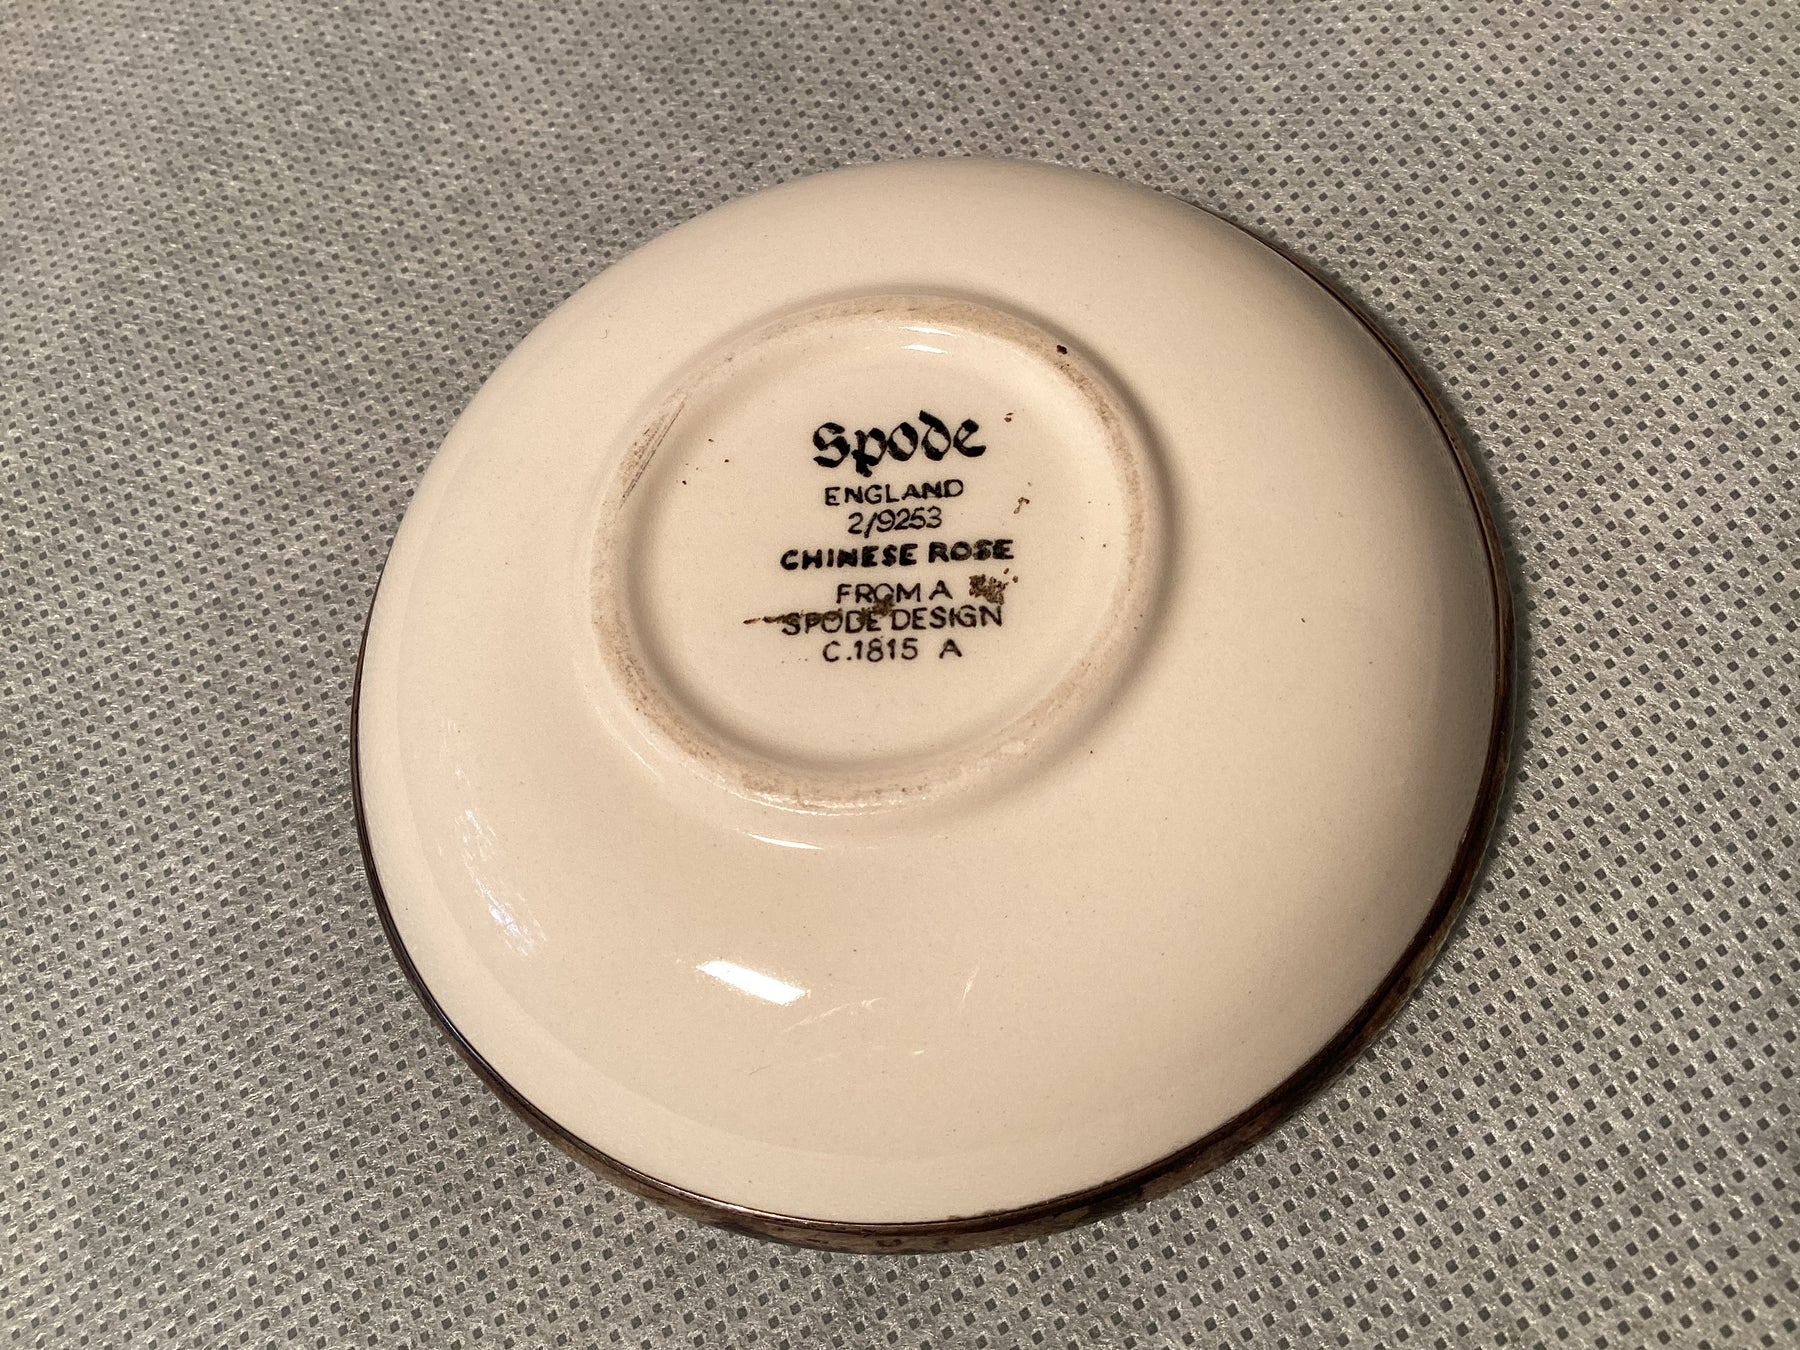 Spode
ENGLAND
2/9253
CHINESE ROSE
FROM A
SPODE DESIGN
C.1815 A